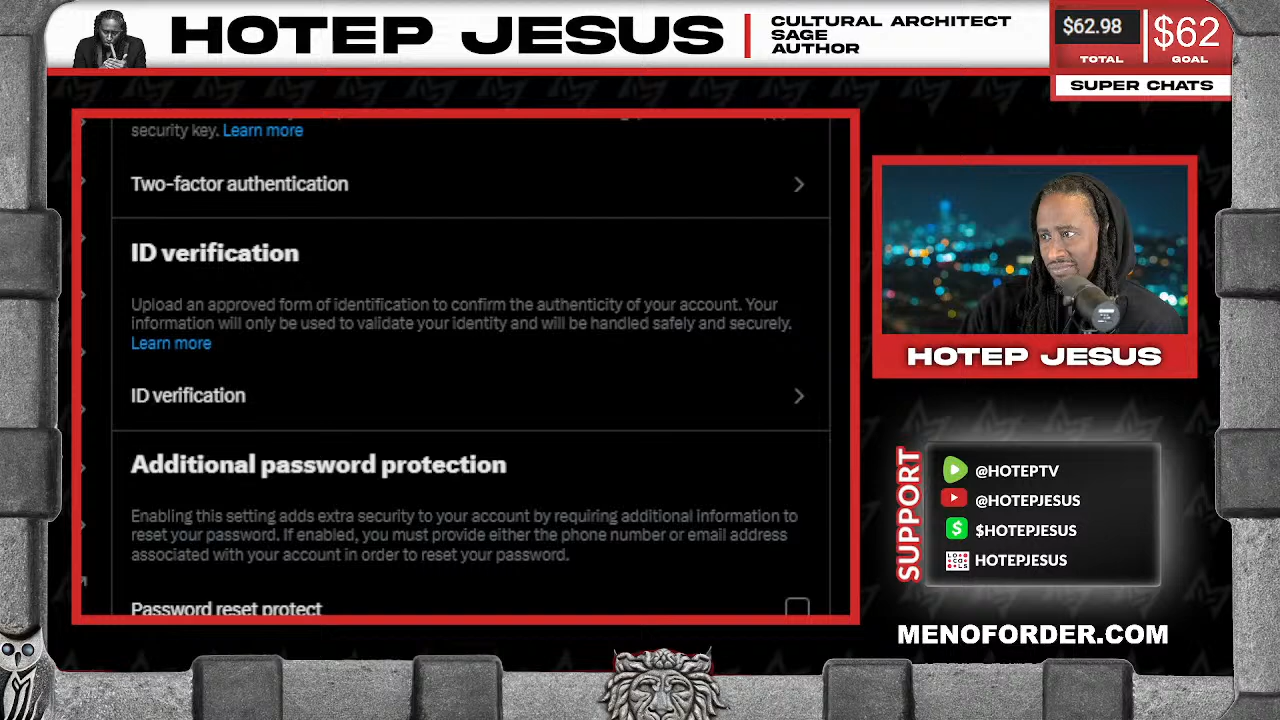 HOTEP JESUS
CULTURAL ARCHITECT
SAGE
AUTHOR
$62.98
TOTAL
$62
GOAL
SUPER CHATS
security key. Learn more
Two-factor authentication
ID verification
Upload an approved form of identification to confirm the authenticity of your account. Your
information will only be used to validate your identity and will be handled safely and securely.
Learn more
ID verification
Additional password protection
Enabling this setting adds extra security to your account by requiring additional information to
reset your password. If enabled, you must provide either the phone number or email address
associated with your account in order to reset your password.
Password reset protect
HOTEP JESUS
SUPPORT
@HOTEPTV
@HOTEPJESUS
$HOTEPJESUS
HOTEPJESUS
MENOFORDER.COM